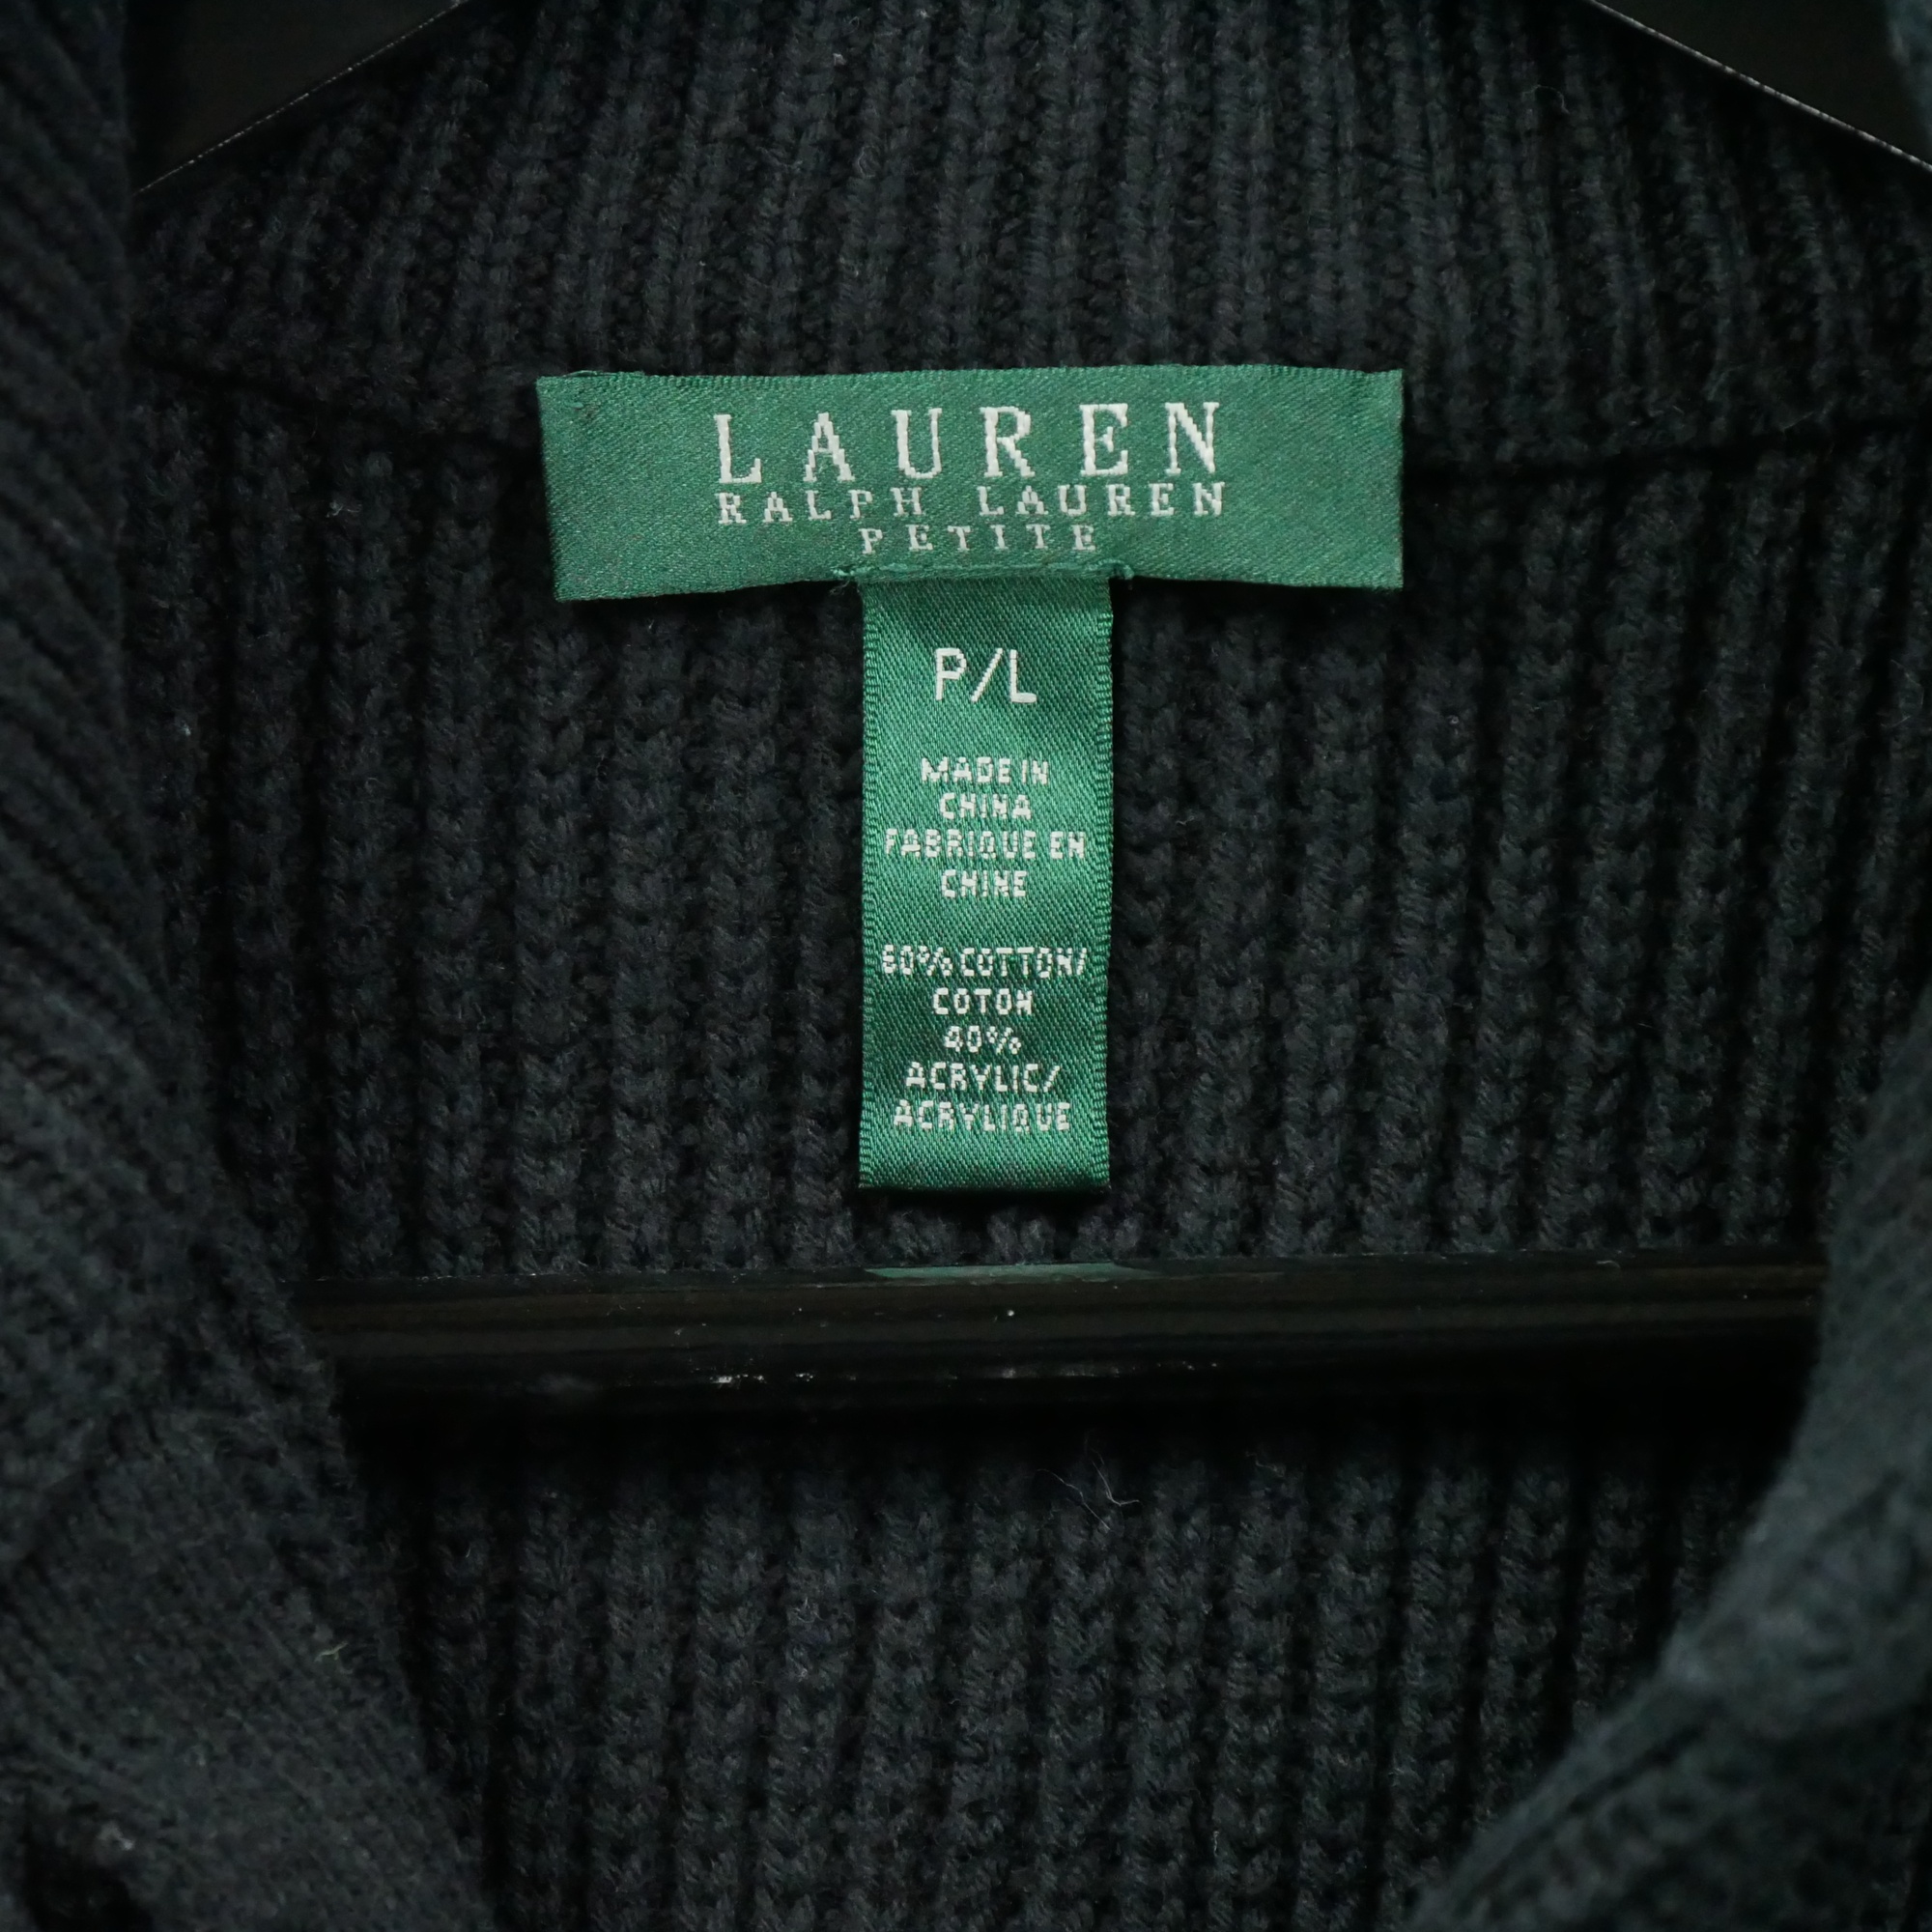 LAUREN
RALPH LAUREN
PETITE
P/L
MADE IN
CHINA
FABRIQUE EN
CHINE
60% COTTON/
COTON
40%
ACRYLIC/
ACRYLIQUE